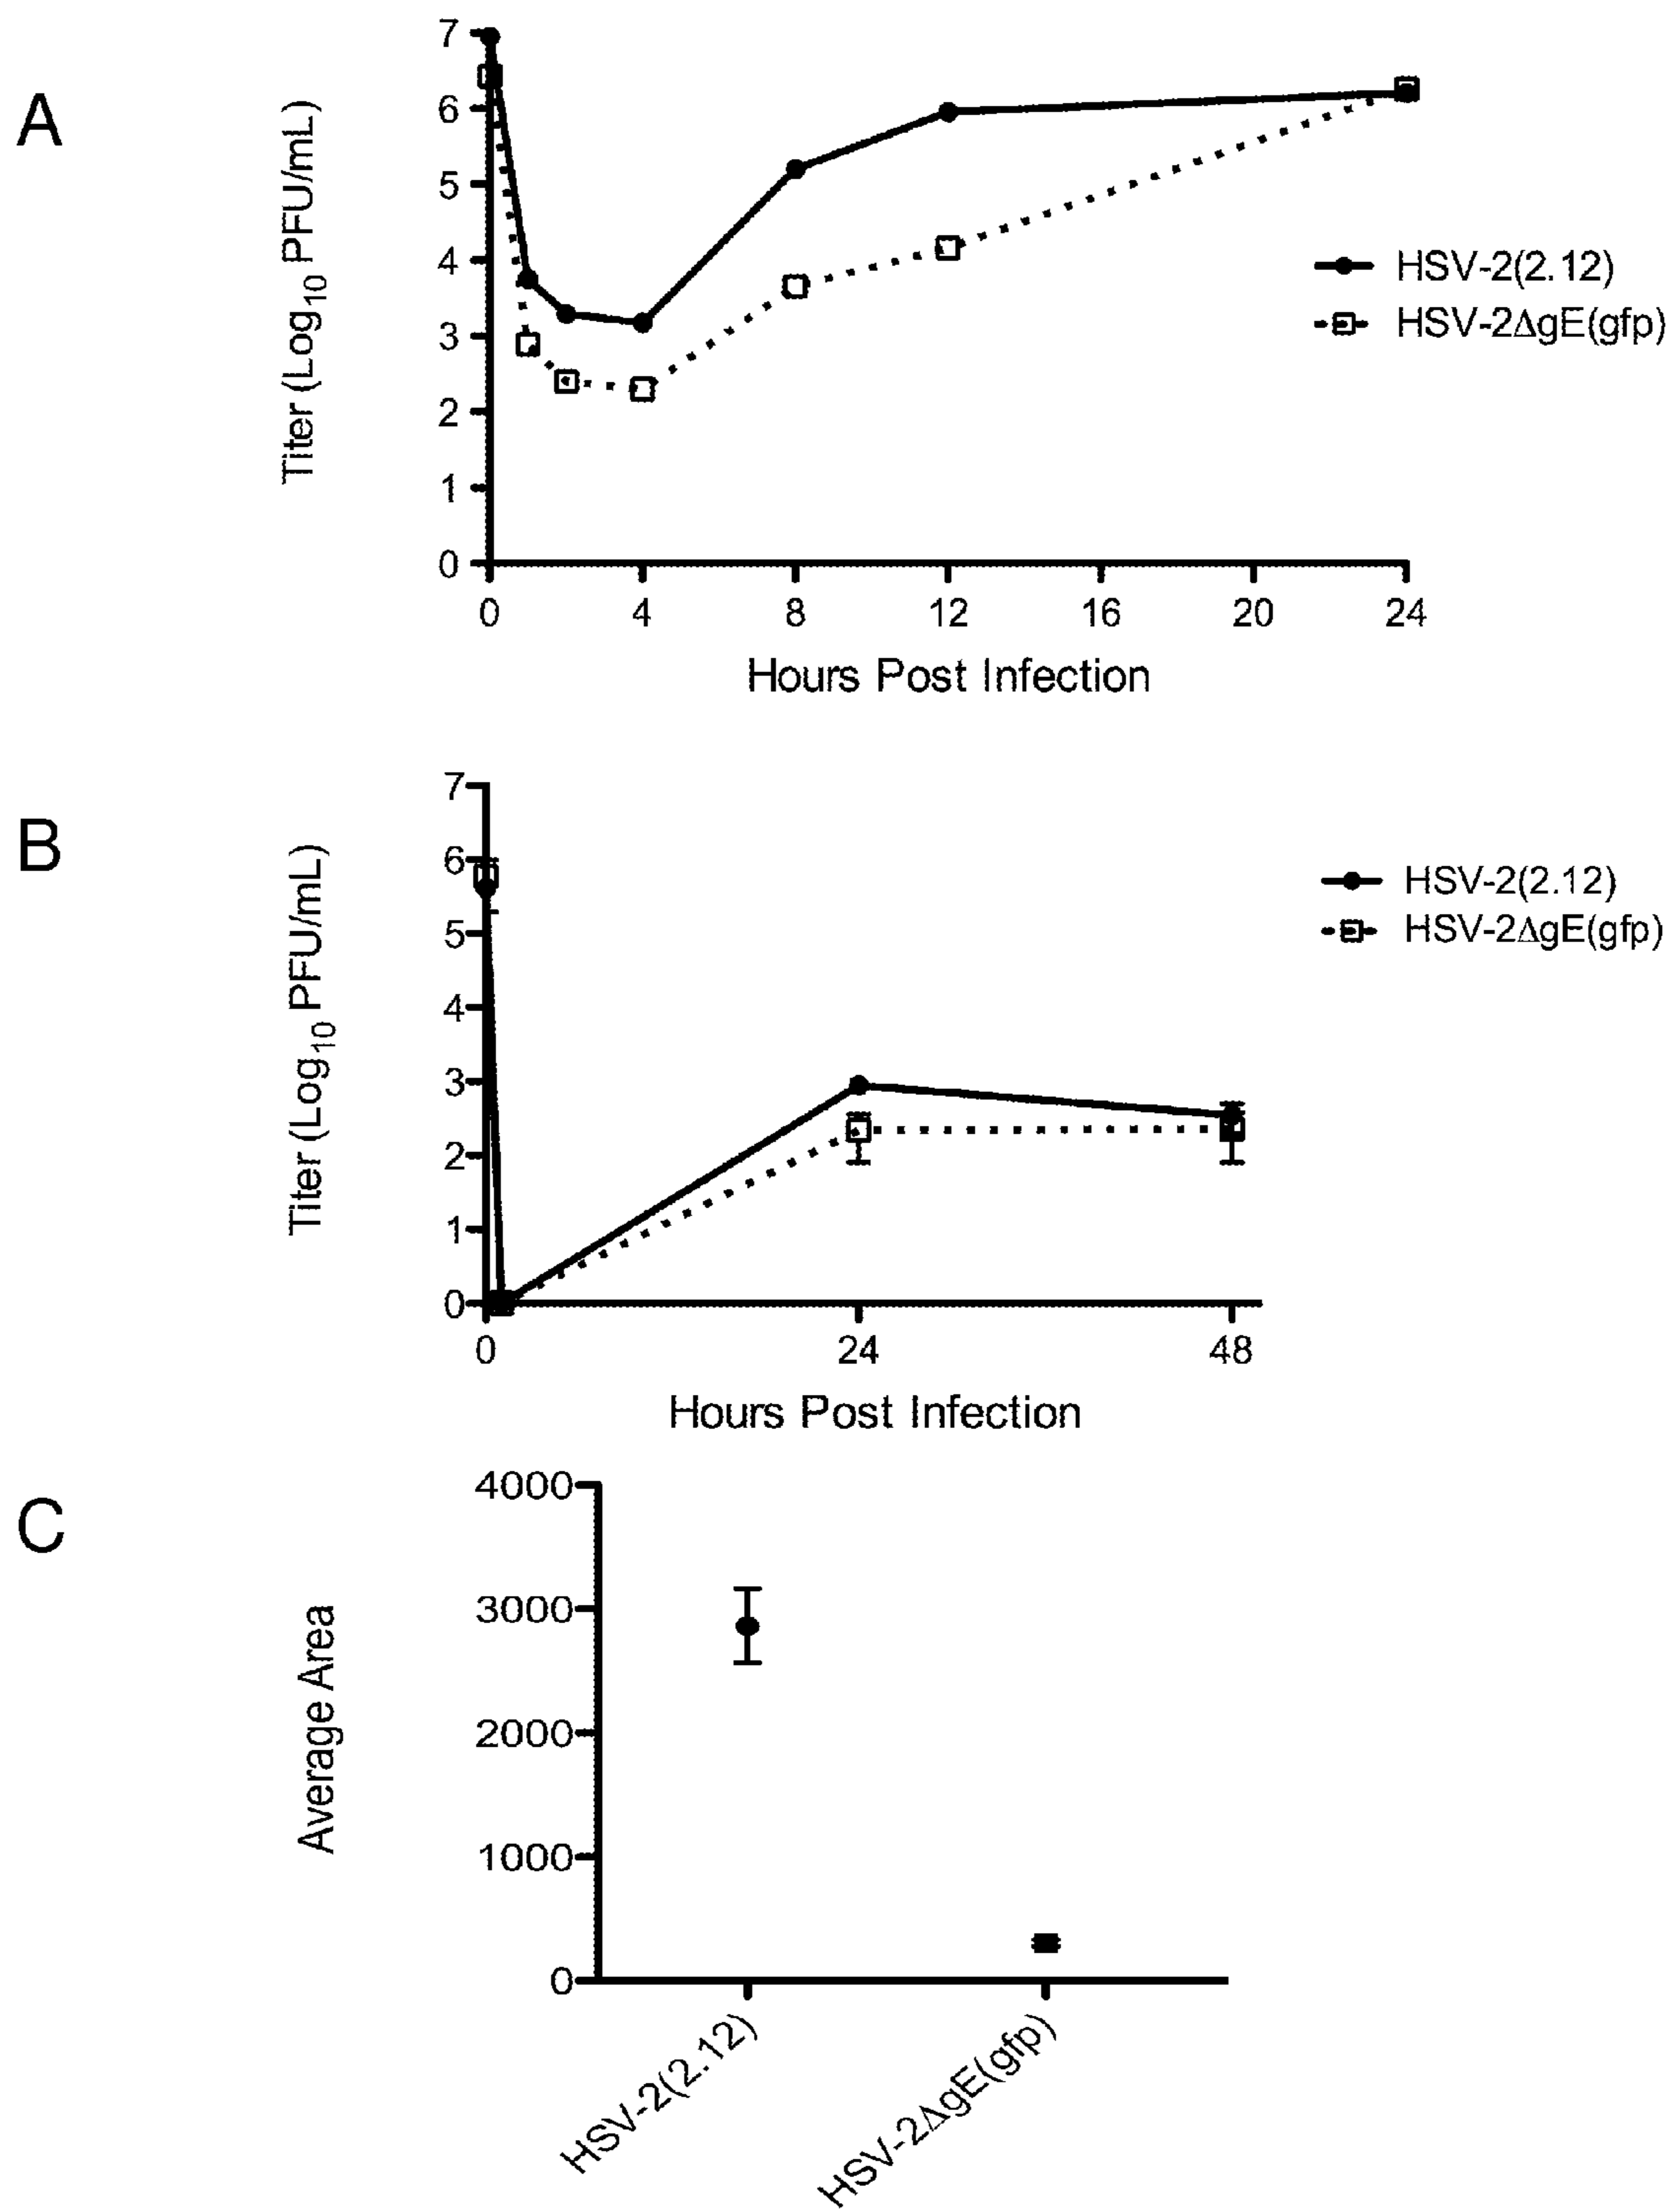 A
Titer (Log10 PFU/mL)
7
6
5
4
3
2
1
0
0 4 8 12 16 20 24
Hours Post Infection
HSV-2(2.12)
HSV-2ΔgE(gfp)
B
Titer (Log10 PFU/mL)
7
6
5
4
3
2
1
0
0 24 48
Hours Post Infection
HSV-2(2.12)
HSV-2ΔgE(gfp)
C
Average Area
4000
3000
2000
1000
0
HSV-2(2.12)
HSV-2ΔgE(gfp)